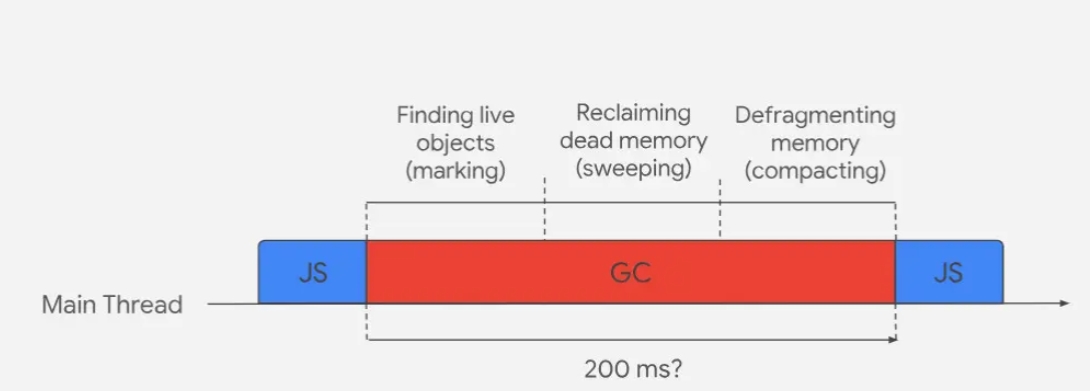 Finding live
objects
(marking)
Reclaiming
dead memory
(sweeping)
Defragmenting
memory
(compacting)
JS
GC
JS
Main Thread
200 ms?